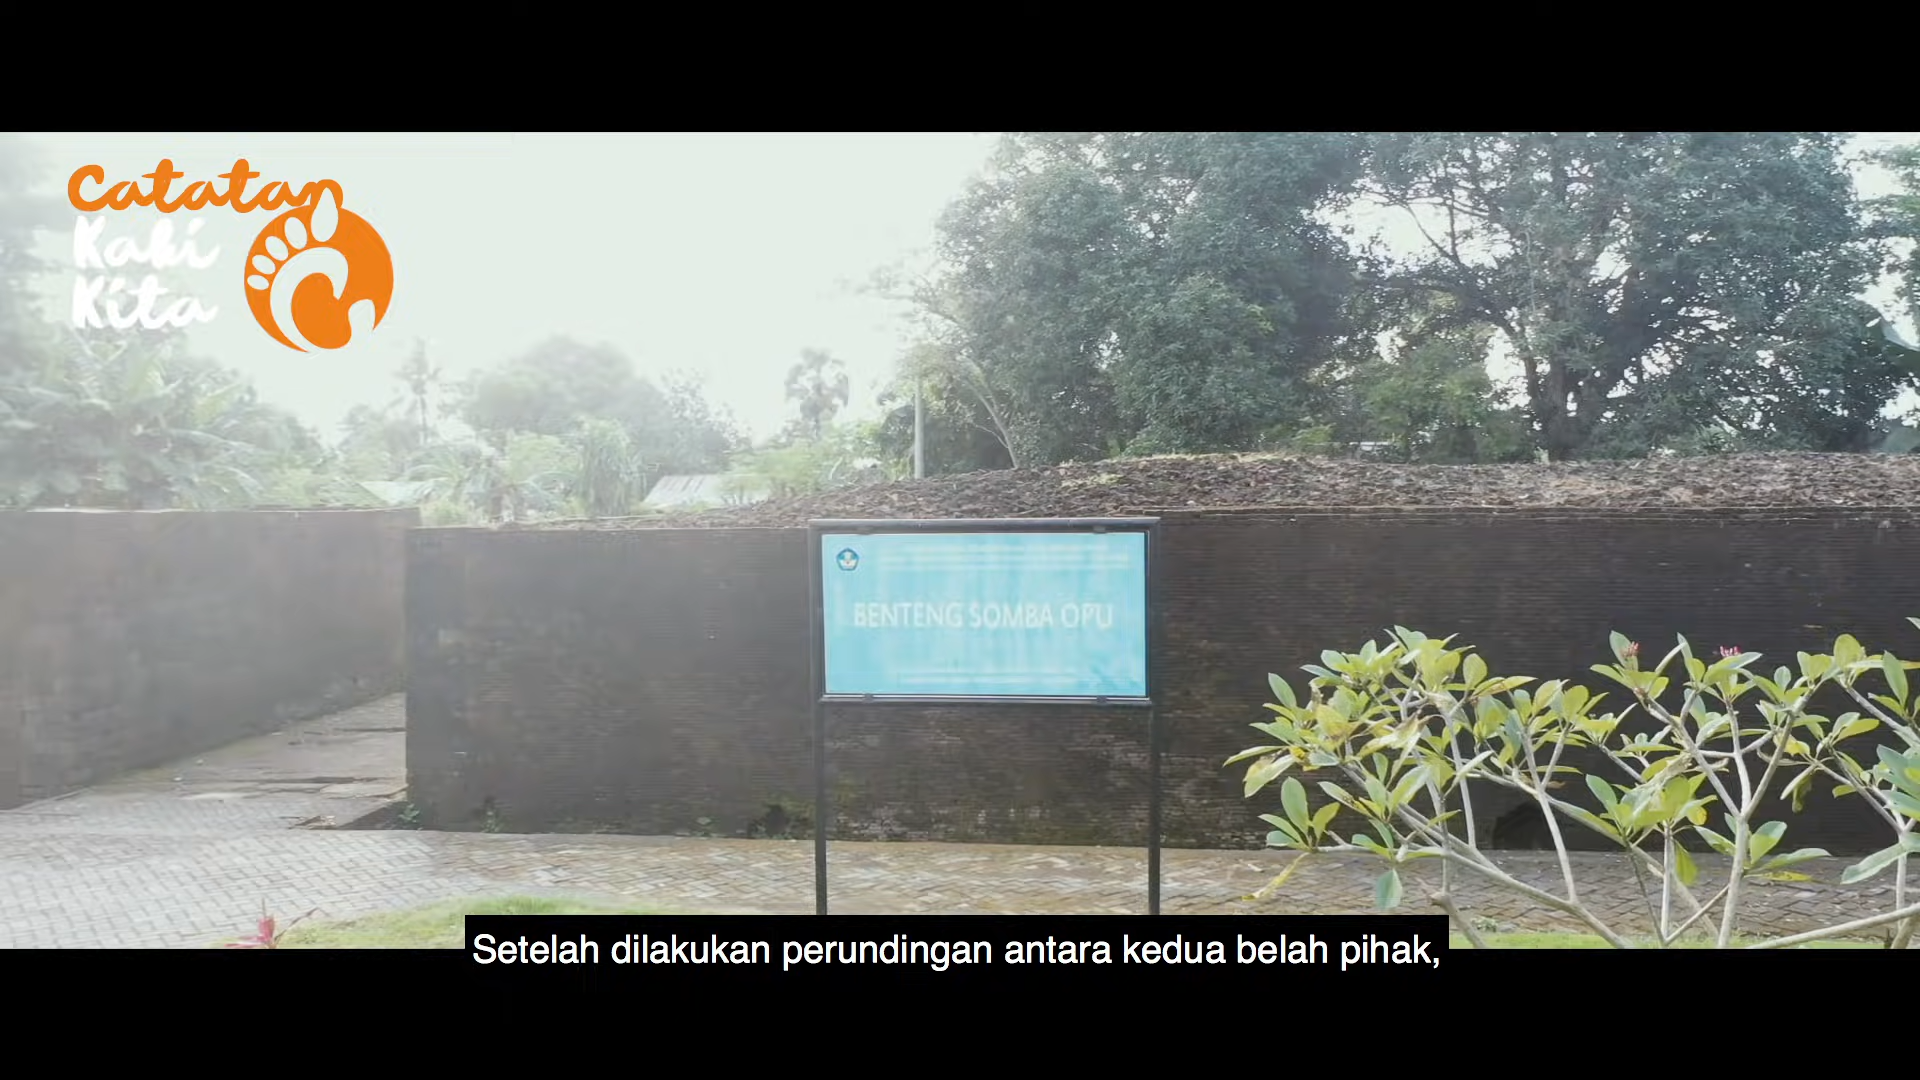 Catatan
Kaki
Kita
BENTENG SOMBA OPU
Setelah dilakukan perundingan antara kedua belah pihak,